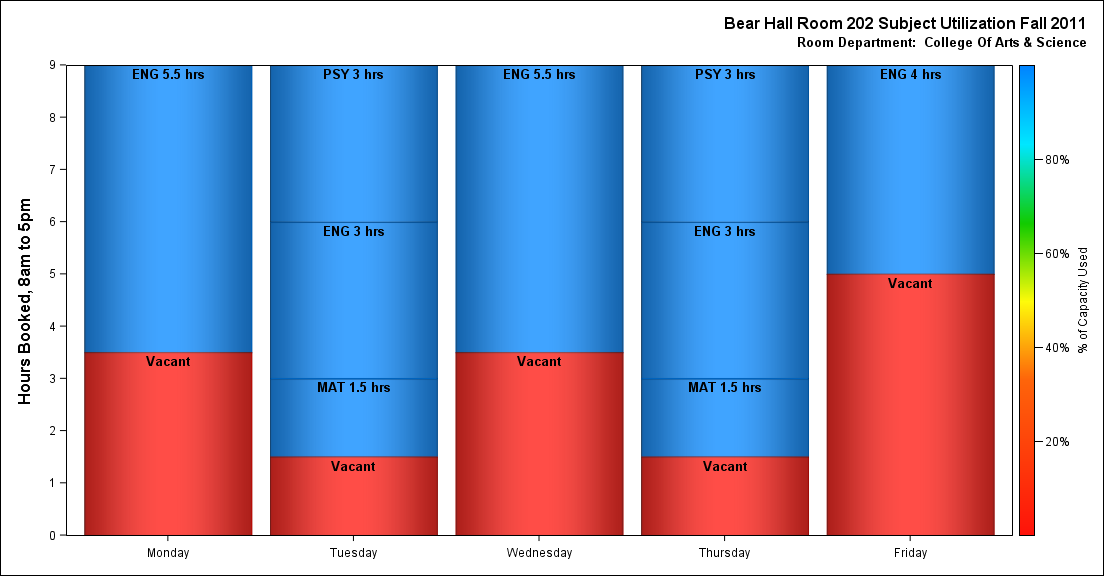 Bear Hall Room 202 Subject Utilization Fall 2011
Room Department:  College Of Arts & Science
Hours Booked, 8am to 5pm
9
8
7
6
5
4
3
2
1
0
ENG 5.5 hrs
Vacant
PSY 3 hrs
ENG 3 hrs
MAT 1.5 hrs
Vacant
ENG 5.5 hrs
Vacant
PSY 3 hrs
ENG 3 hrs
MAT 1.5 hrs
Vacant
ENG 4 hrs
Vacant
Monday
Tuesday
Wednesday
Thursday
Friday
80%
60%
40%
20%
% of Capacity Used